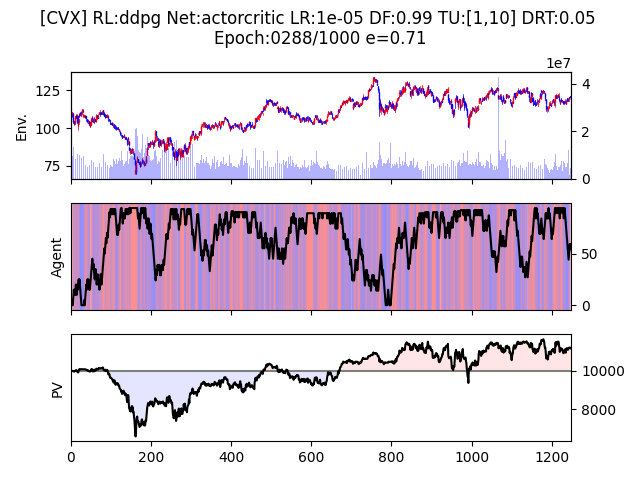 [CVX] RL:ddpg Net:actorcritic LR:1e-05 DF:0.99 TU:[1,10] DRT:0.05
Epoch:0288/1000 e=0.71
1e7
125
100
75
Env.
4
2
0
Agent
50
0
PV
10000
8000
0 200 400 600 800 1000 1200